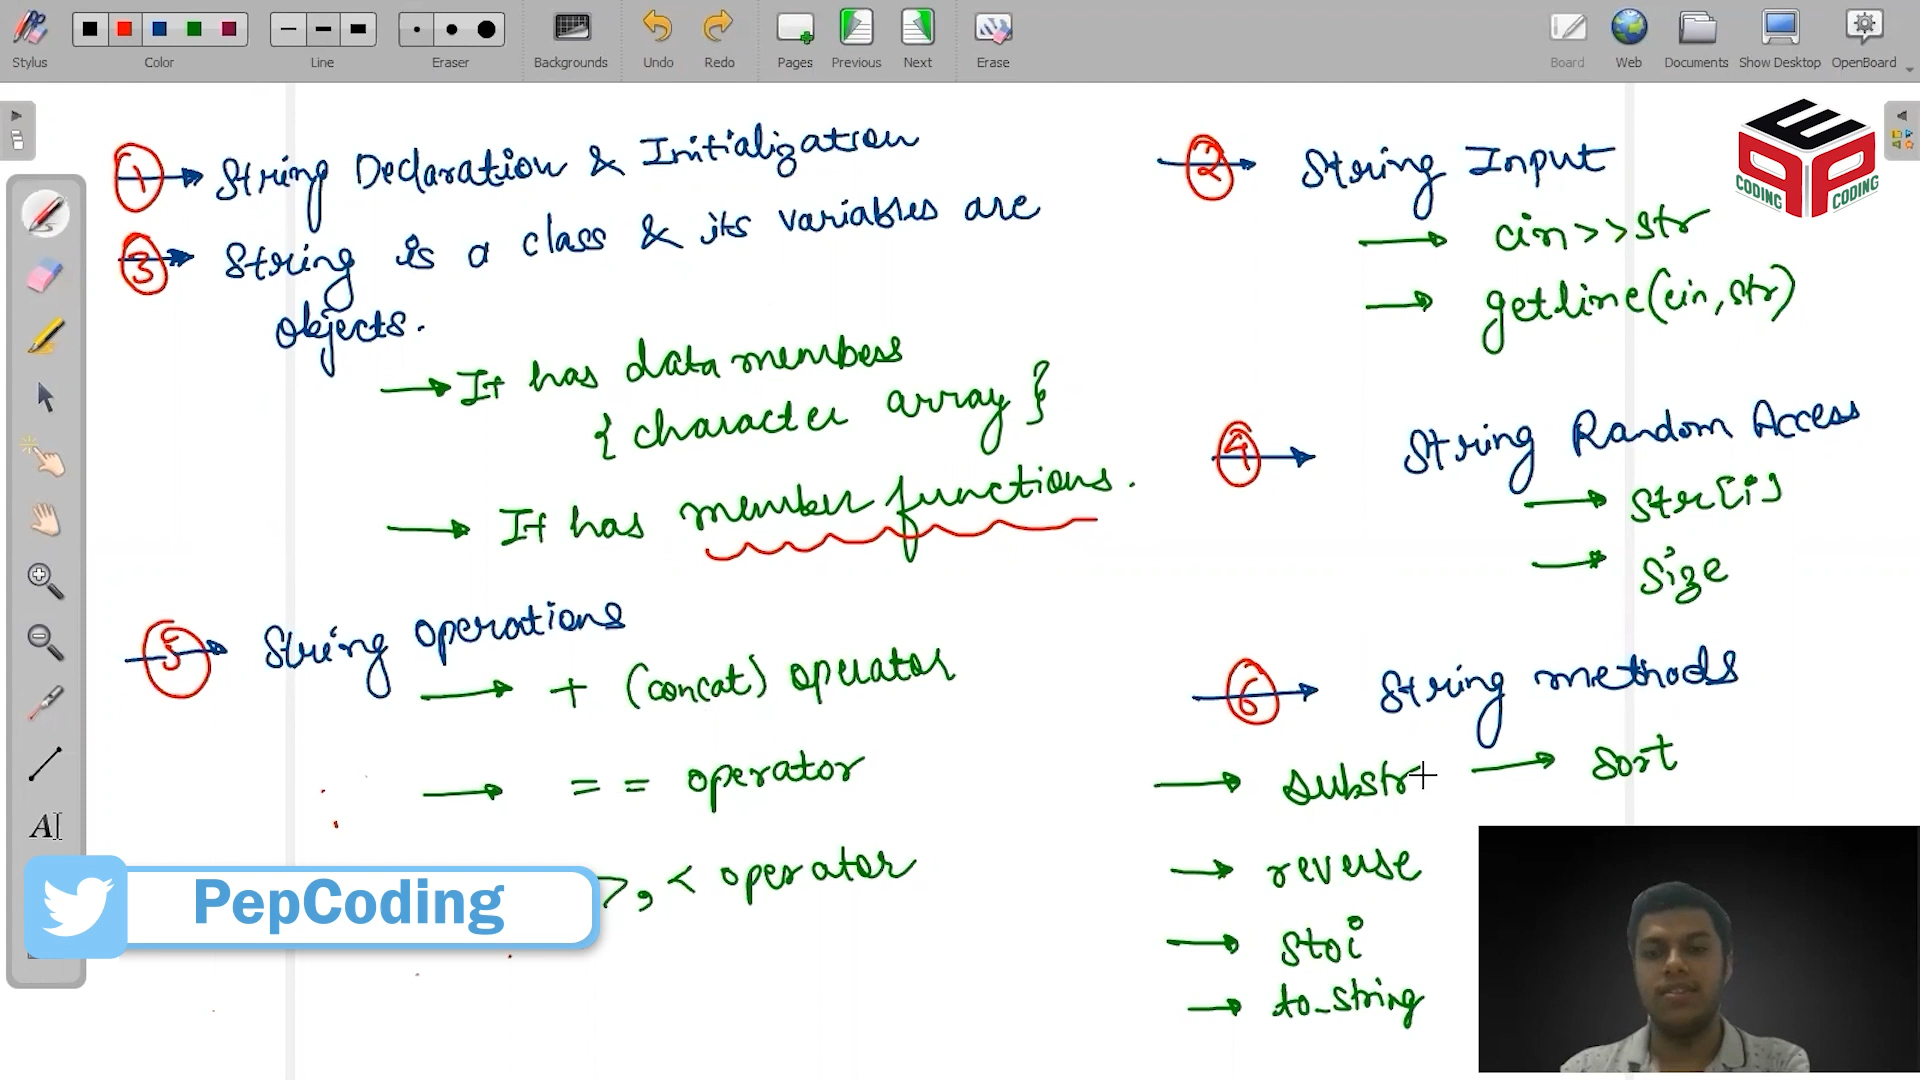 Stylus
Color
Line
Eraser
Backgrounds
Undo
Redo
Pages
Previous
Next
Erase
Board
Web
Documents
Show Desktop
OpenBoard
PEP
CODING CODING
1 → String Declaration & Initialization
3 → String is a class & its variables are
objects.
→ It has data members
{ character array }
→ It has member functions.
2 → String Input
→ cin>>str
→ getline(cin, str)
4 → String Random Access
→ str[i]
→ size
5 → String operations
→ + (concat) operator
→ == operator
>, < operator
6 → String methods
→ substr → sort
→ reverse
→ stoi
→ to_string
A
PepCoding